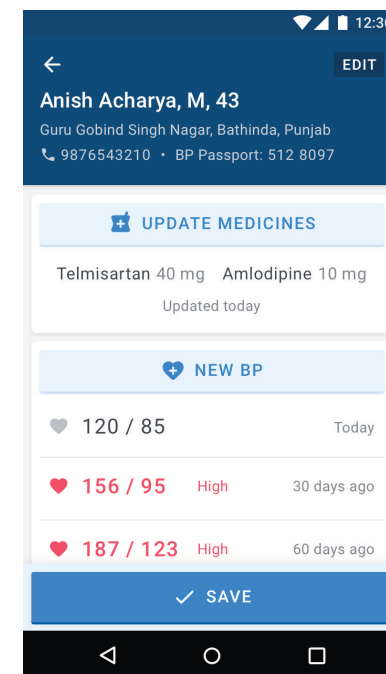 12:30
EDIT
Anish Acharya, M, 43
Guru Gobind Singh Nagar, Bathinda, Punjab
9876543210 • BP Passport: 512 8097
UPDATE MEDICINES
Telmisartan 40 mg Amlodipine 10 mg
Updated today
NEW BP
120 / 85 Today
156 / 95 High 30 days ago
187 / 123 High 60 days ago
SAVE